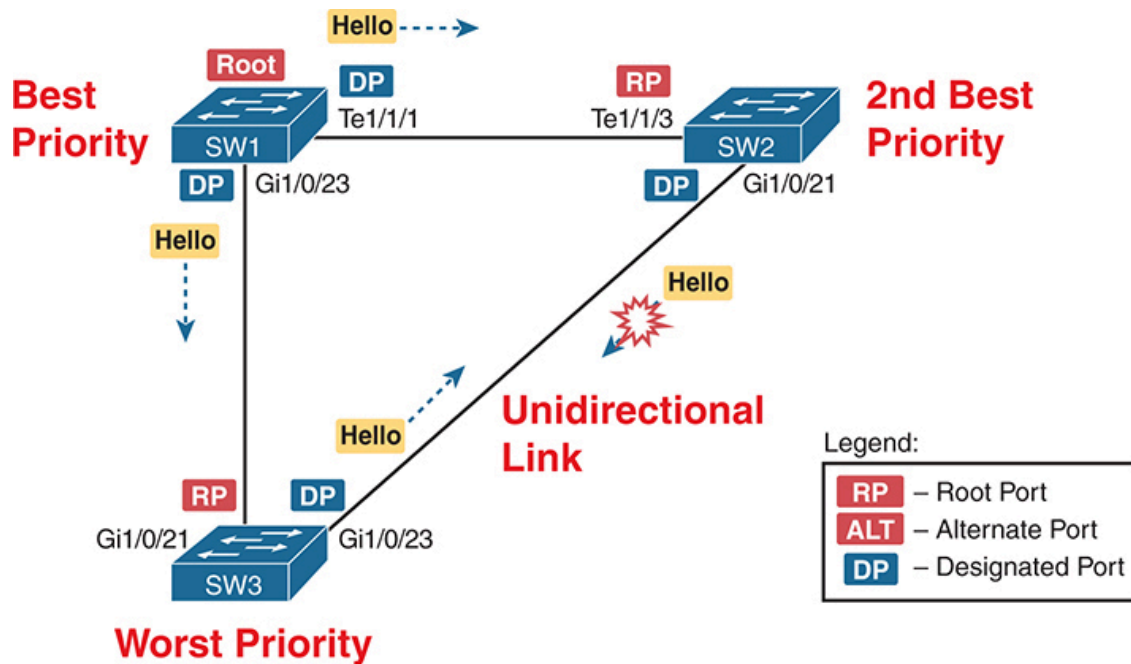 Hello
Root
DP
RP
Best
Priority
2nd Best
Priority
Te1/1/1
Te1/1/3
SW1
SW2
DP
Gi1/0/23
DP
Gi1/0/21
Hello
Hello
Hello
Unidirectional
Link
RP
DP
Gi1/0/21
Gi1/0/23
SW3
Worst Priority
Legend:
RP – Root Port
ALT – Alternate Port
DP – Designated Port